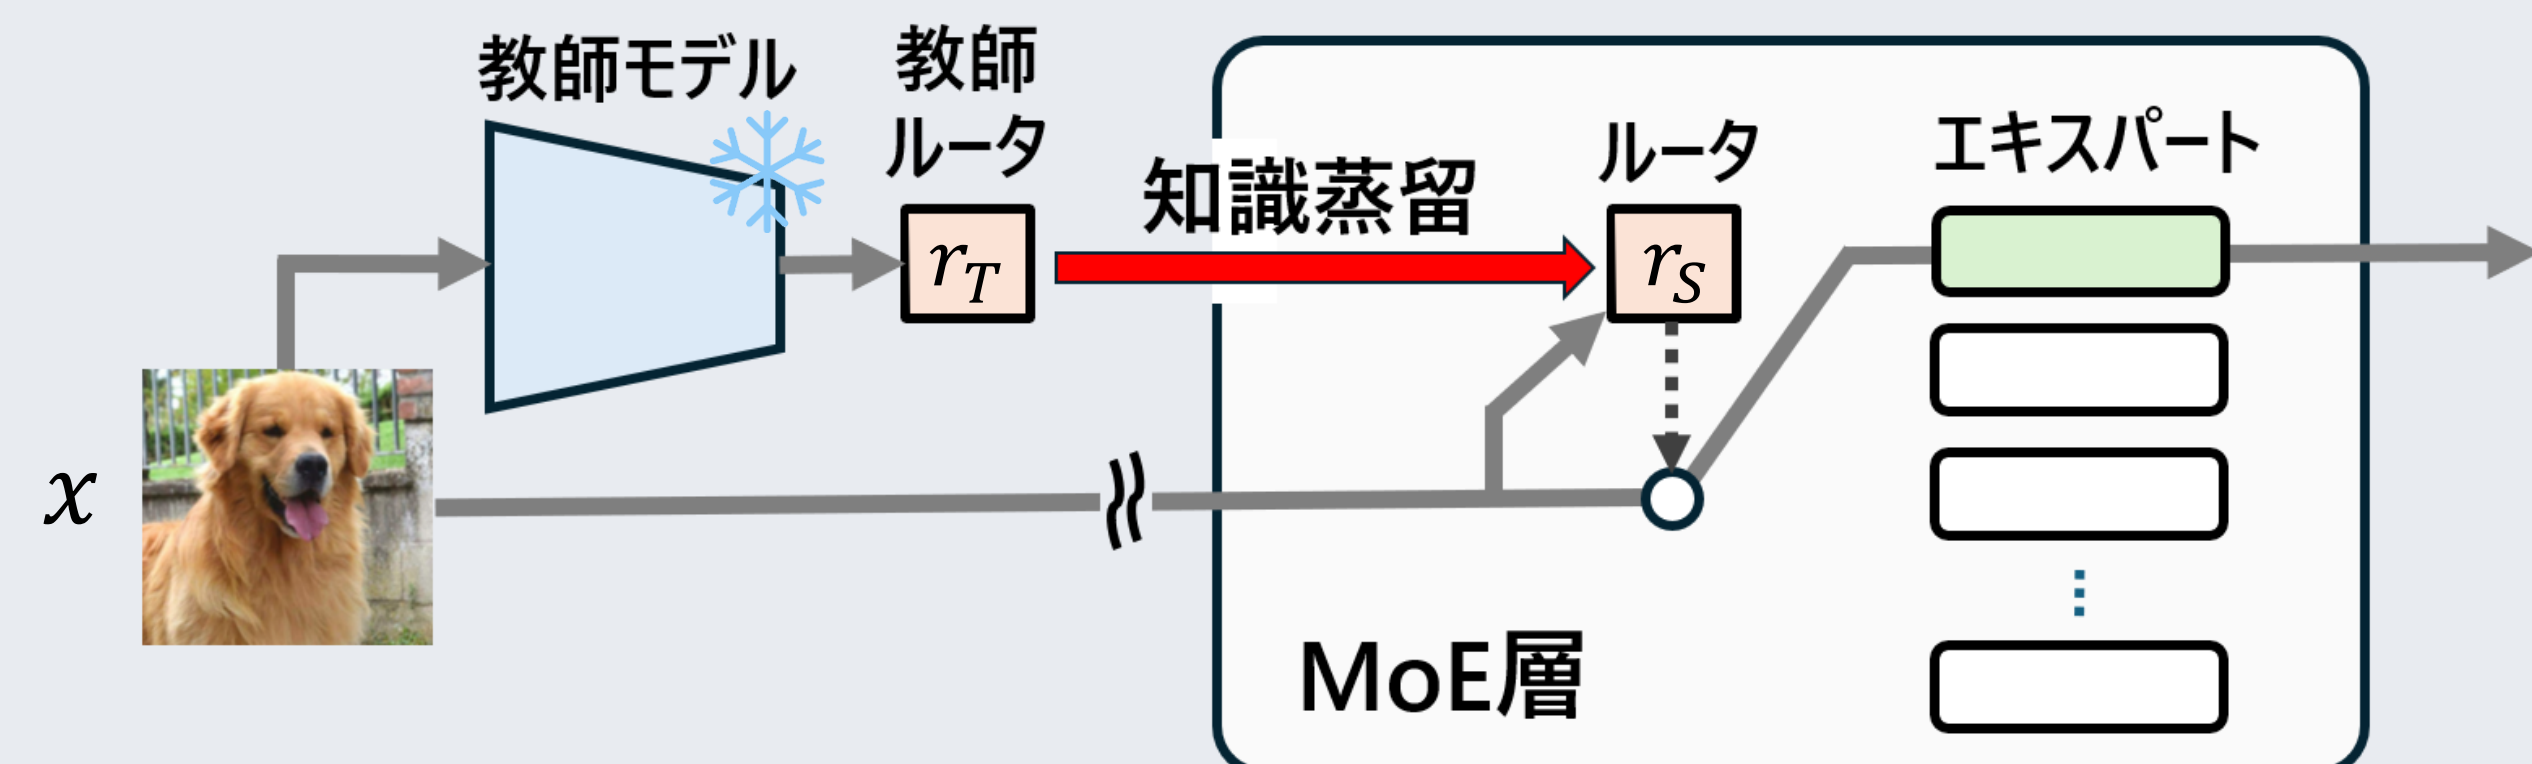 教師モデル
教師
ルータ
知識蒸留
ルータ
エキスパート
r_T
r_S
x
MoE層